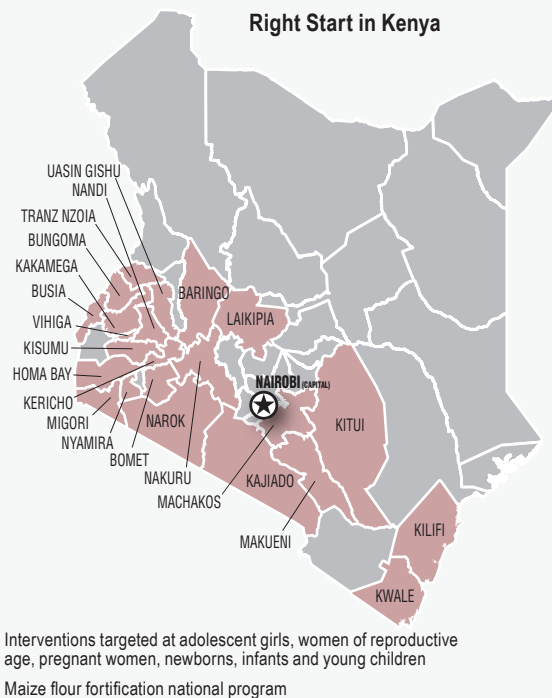 Right Start in Kenya
UASIN GISHU
NANDI
TRANZ NZOIA
BUNGOMA
KAKAMEGA
BUSIA
VIHIGA
KISUMU
HOMA BAY
KERICHO
MIGORI
NYAMIRA
BOMET
NAKURU
MACHAKOS
MAKUENI
BARINGO
LAIKIPIA
NAIROBI (CAPITAL)
NAROK
KAJIADO
KITUI
KILIFI
KWALE
Interventions targeted at adolescent girls, women of reproductive
age, pregnant women, newborns, infants and young children
Maize flour fortification national program